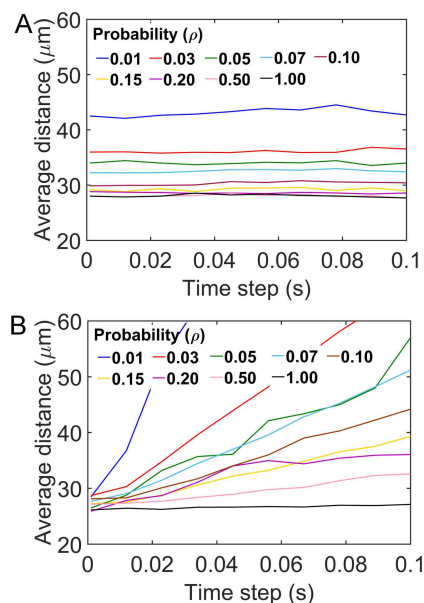 A
Probability (ρ)
0.01 0.03 0.05 0.07 0.10
0.15 0.20 0.50 1.00
Average distance (μm)
60
50
40
30
20
0 0.02 0.04 0.06 0.08 0.1
Time step (s)
B
Probability (ρ)
0.01 0.03 0.05 0.07 0.10
0.15 0.20 0.50 1.00
Average distance (μm)
60
50
40
30
20
0 0.02 0.04 0.06 0.08 0.1
Time step (s)